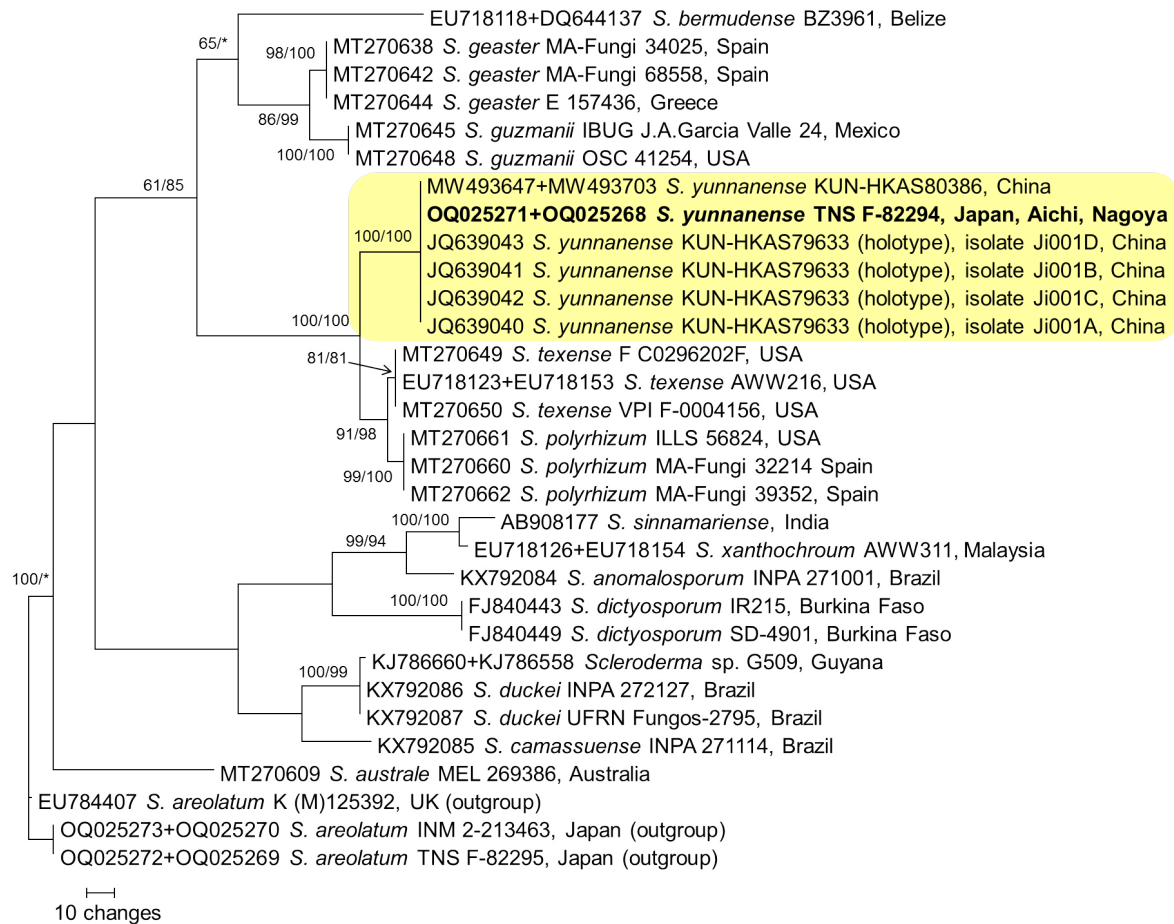 EU718118+DQ644137 S. bermudense BZ3961, Belize
65/*
98/100
MT270638 S. geaster MA-Fungi 34025, Spain
MT270642 S. geaster MA-Fungi 68558, Spain
MT270644 S. geaster E 157436, Greece
86/99
MT270645 S. guzmanii IBUG J.A.Garcia Valle 24, Mexico
100/100
MT270648 S. guzmanii OSC 41254, USA
61/85
MW493647+MW493703 S. yunnanense KUN-HKAS80386, China
OQ025271+OQ025268 S. yunnanense TNS F-82294, Japan, Aichi, Nagoya
100/100
JQ639043 S. yunnanense KUN-HKAS79633 (holotype), isolate Ji001D, China
JQ639041 S. yunnanense KUN-HKAS79633 (holotype), isolate Ji001B, China
JQ639042 S. yunnanense KUN-HKAS79633 (holotype), isolate Ji001C, China
100/100
JQ639040 S. yunnanense KUN-HKAS79633 (holotype), isolate Ji001A, China
81/81
MT270649 S. texense F C0296202F, USA
EU718123+EU718153 S. texense AWW216, USA
MT270650 S. texense VPI F-0004156, USA
91/98
MT270661 S. polyrhizum ILLS 56824, USA
MT270660 S. polyrhizum MA-Fungi 32214 Spain
99/100
MT270662 S. polyrhizum MA-Fungi 39352, Spain
100/100
AB908177 S. sinnamariense, India
99/94
EU718126+EU718154 S. xanthochroum AWW311, Malaysia
100/*
KX792084 S. anomalosporum INPA 271001, Brazil
100/100
FJ840443 S. dictyosporum IR215, Burkina Faso
FJ840449 S. dictyosporum SD-4901, Burkina Faso
100/99
KJ786660+KJ786558 Scleroderma sp. G509, Guyana
KX792086 S. duckei INPA 272127, Brazil
KX792087 S. duckei UFRN Fungos-2795, Brazil
KX792085 S. camassuense INPA 271114, Brazil
MT270609 S. australe MEL 269386, Australia
EU784407 S. areolatum K (M)125392, UK (outgroup)
OQ025273+OQ025270 S. areolatum INM 2-213463, Japan (outgroup)
OQ025272+OQ025269 S. areolatum TNS F-82295, Japan (outgroup)
10 changes